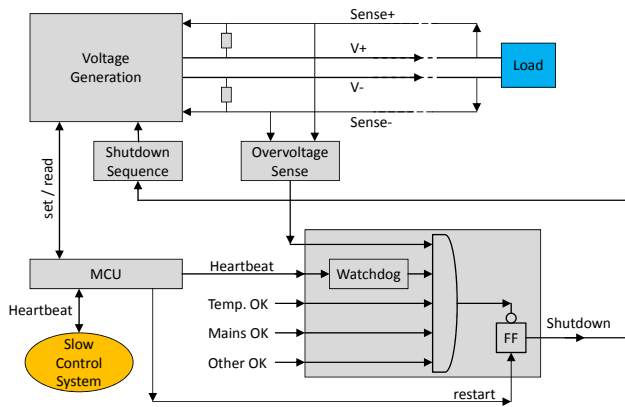 Sense+
Voltage
Generation
V+
Load
V-
Sense-
Shutdown
Sequence
Overvoltage
Sense
set / read
MCU
Heartbeat
Watchdog
Heartbeat
Temp. OK
Slow
Control
System
Mains OK
Other OK
FF
Shutdown
restart